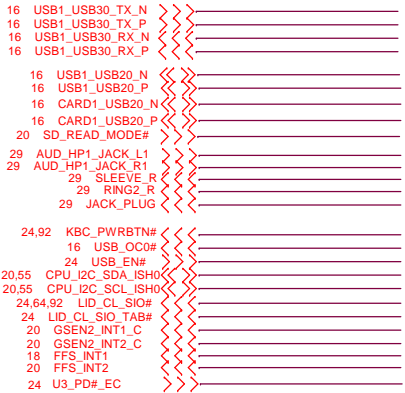 16 USB1_USB30_TX_N
16 USB1_USB30_TX_P
16 USB1_USB30_RX_N
16 USB1_USB30_RX_P
16 USB1_USB20_N
16 USB1_USB20_P
16 CARD1_USB20_N
16 CARD1_USB20_P
20 SD_READ_MODE#
29 AUD_HP1_JACK_L1
29 AUD_HP1_JACK_R1
29 SLEEVE_R
29 RING2_R
29 JACK_PLUG
24,92 KBC_PWRBTN#
16 USB_OC0#
24 USB_EN#
20,55 CPU_I2C_SDA_ISH0
20,55 CPU_I2C_SCL_ISH0
24,64,92 LID_CL_SIO#
24 LID_CL_SIO_TAB#
20 GSEN2_INT1_C
20 GSEN2_INT2_C
18 FFS_INT1
20 FFS_INT2
24 U3_PD#_EC